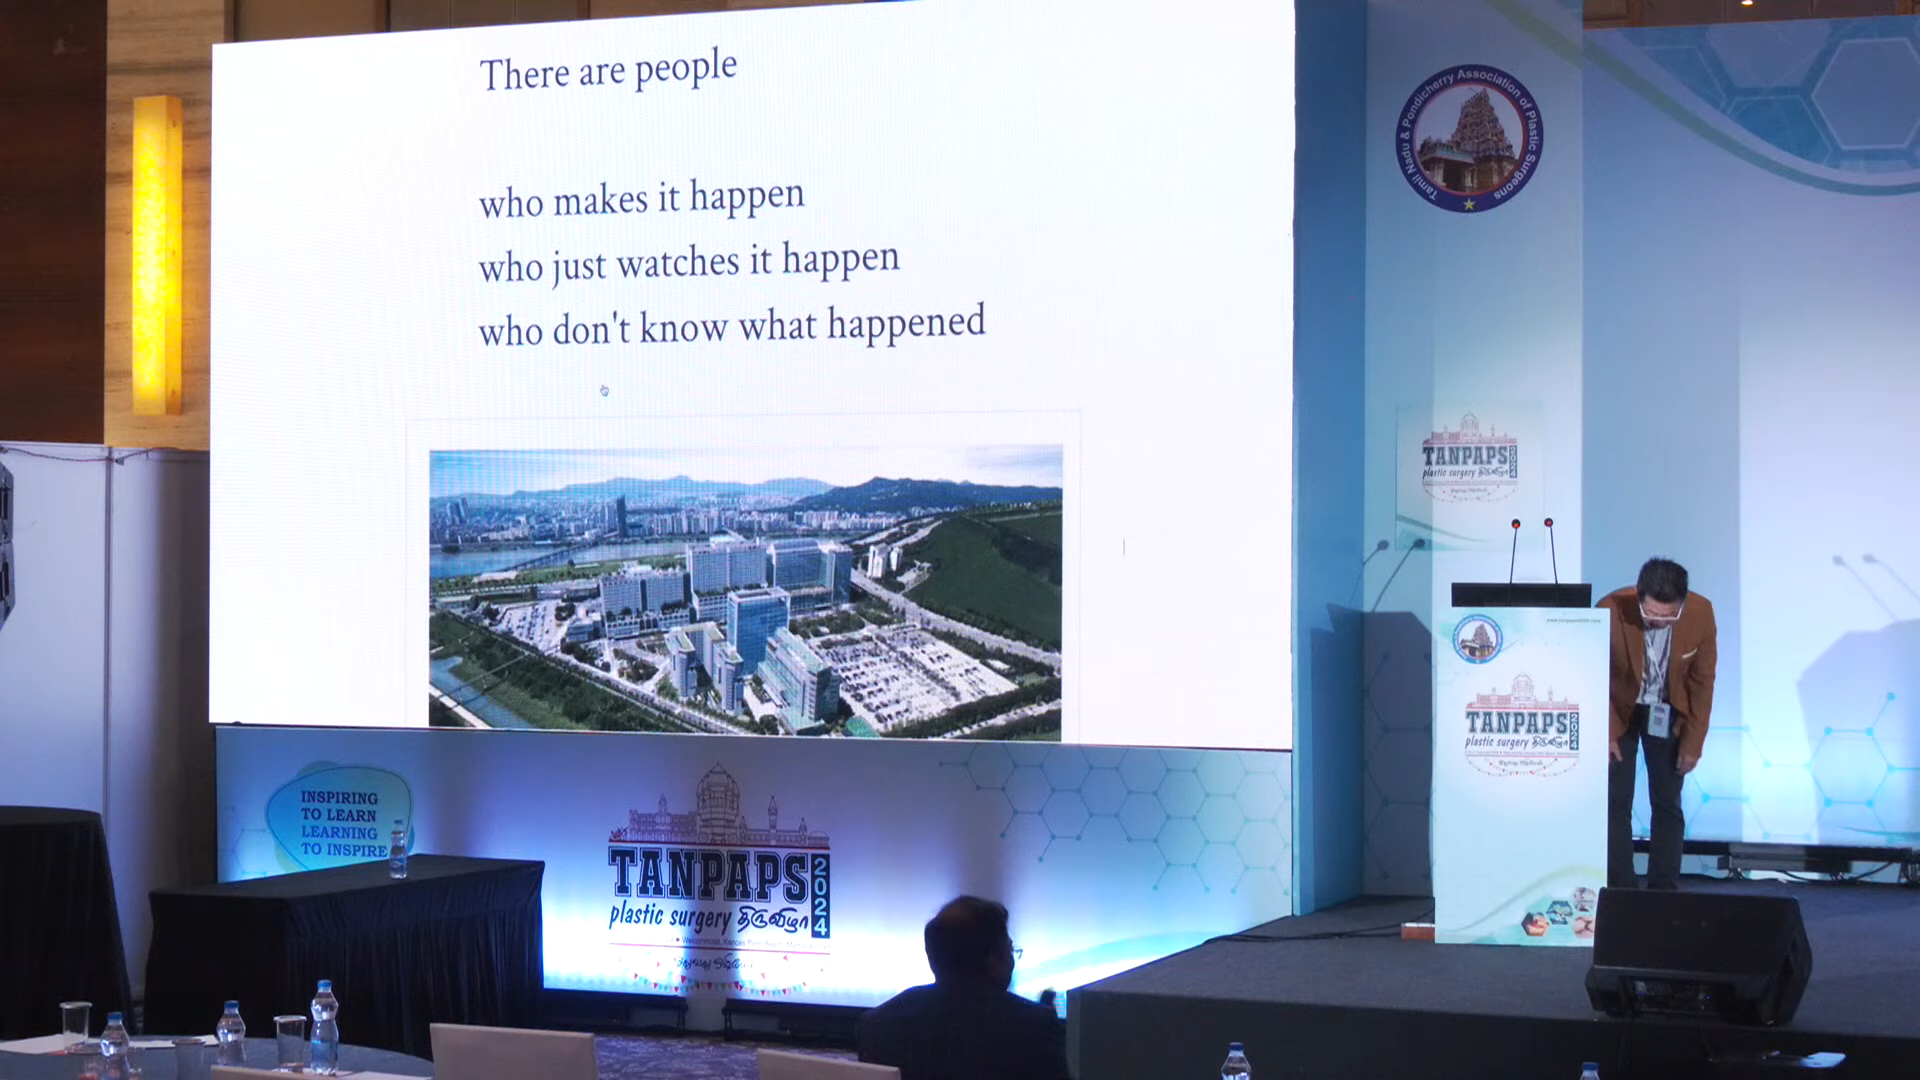 There are people
who makes it happen
who just watches it happen
who don't know what happened
Tamil Nadu & Pondicherry Association of Plastic Surgeons
TANPAPS 2024
plastic surgery திருவிழா
TANPAPS 2024
plastic surgery திருவிழா
INSPIRING
TO LEARN
LEARNING
TO INSPIRE
TANPAPS 2024
plastic surgery திருவிழா